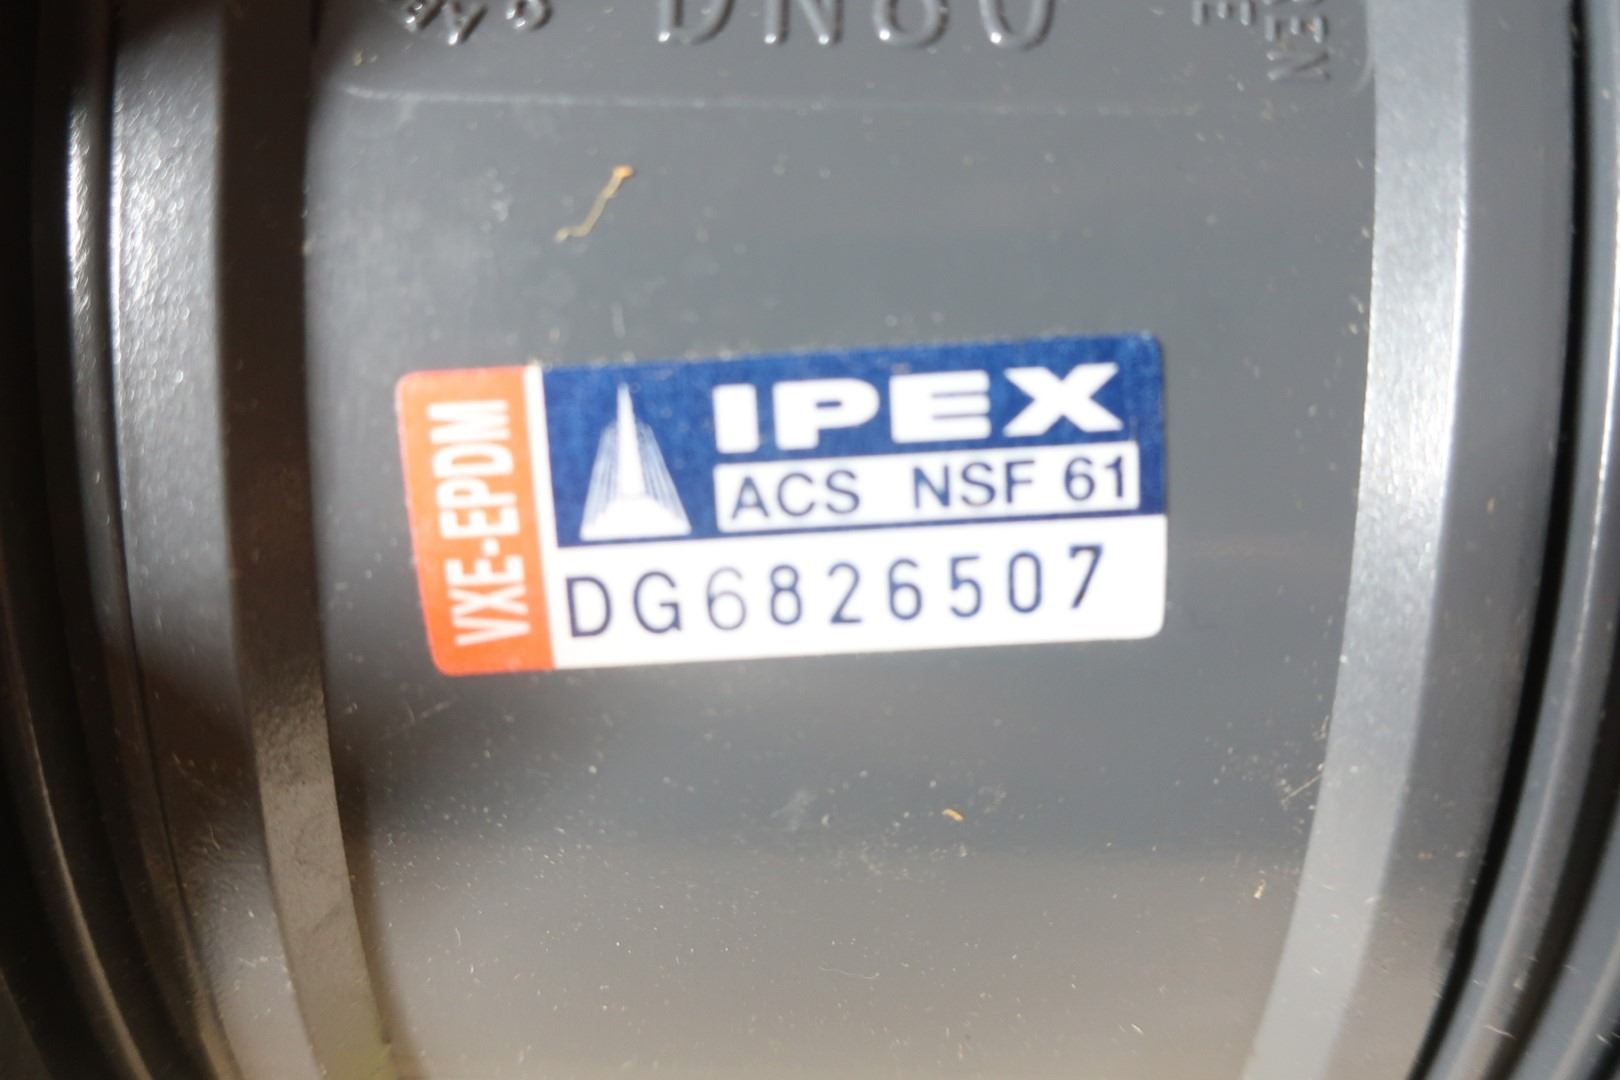 DN80
VXE-EPDM
IPEX
ACS NSF 61
DG6826507